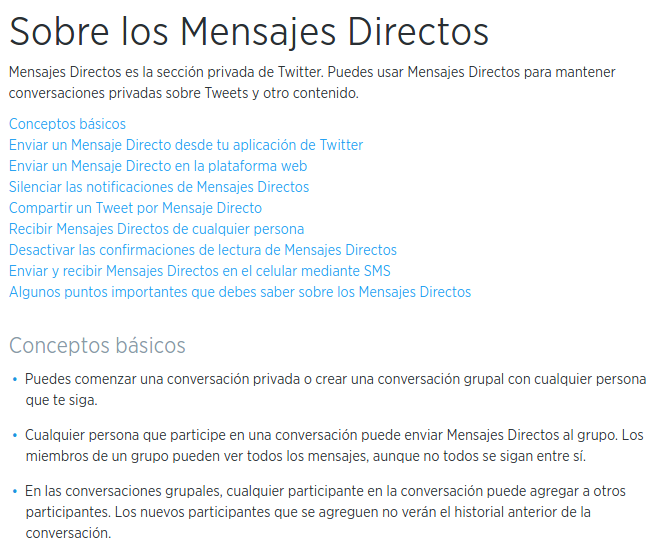 Sobre los Mensajes Directos
Mensajes Directos es la sección privada de Twitter. Puedes usar Mensajes Directos para mantener
conversaciones privadas sobre Tweets y otro contenido.
Conceptos básicos
Enviar un Mensaje Directo desde tu aplicación de Twitter
Enviar un Mensaje Directo en la plataforma web
Silenciar las notificaciones de Mensajes Directos
Compartir un Tweet por Mensaje Directo
Recibir Mensajes Directos de cualquier persona
Desactivar las confirmaciones de lectura de Mensajes Directos
Enviar y recibir Mensajes Directos en el celular mediante SMS
Algunos puntos importantes que debes saber sobre los Mensajes Directos
Conceptos básicos
• Puedes comenzar una conversación privada o crear una conversación grupal con cualquier persona
que te siga.
• Cualquier persona que participe en una conversación puede enviar Mensajes Directos al grupo. Los
miembros de un grupo pueden ver todos los mensajes, aunque no todos se sigan entre sí.
• En las conversaciones grupales, cualquier participante en la conversación puede agregar a otros
participantes. Los nuevos participantes que se agreguen no verán el historial anterior de la
conversación.